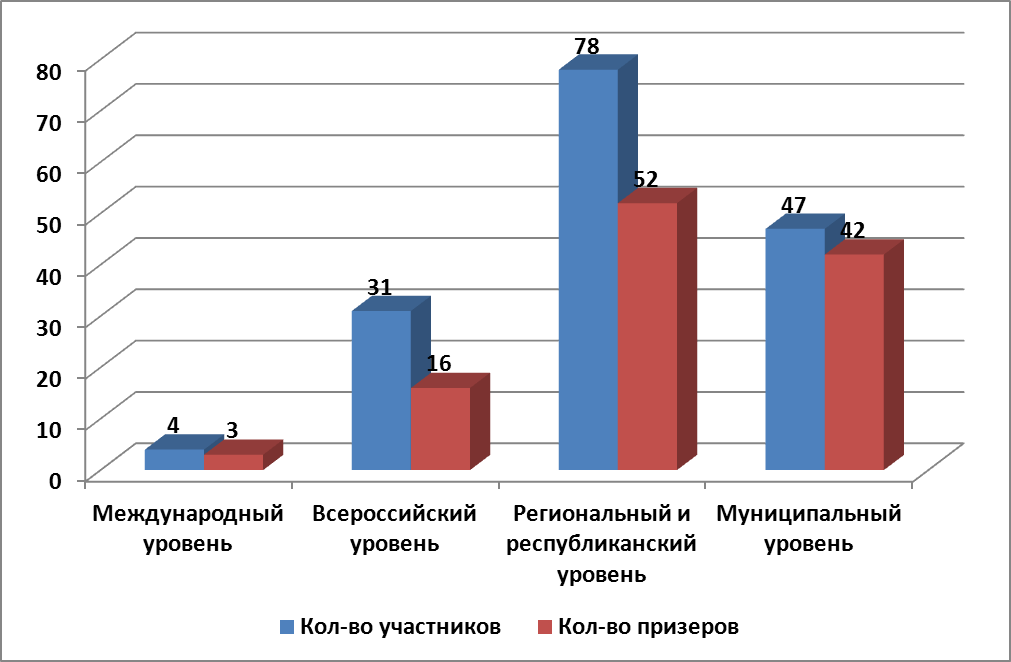 80
70
60
50
40
30
20
10
0
4
3
31
16
78
52
47
42
Международный
уровень
Всероссийский
уровень
Региональный и
республиканский
уровень
Муниципальный
уровень
Кол-во участников
Кол-во призеров